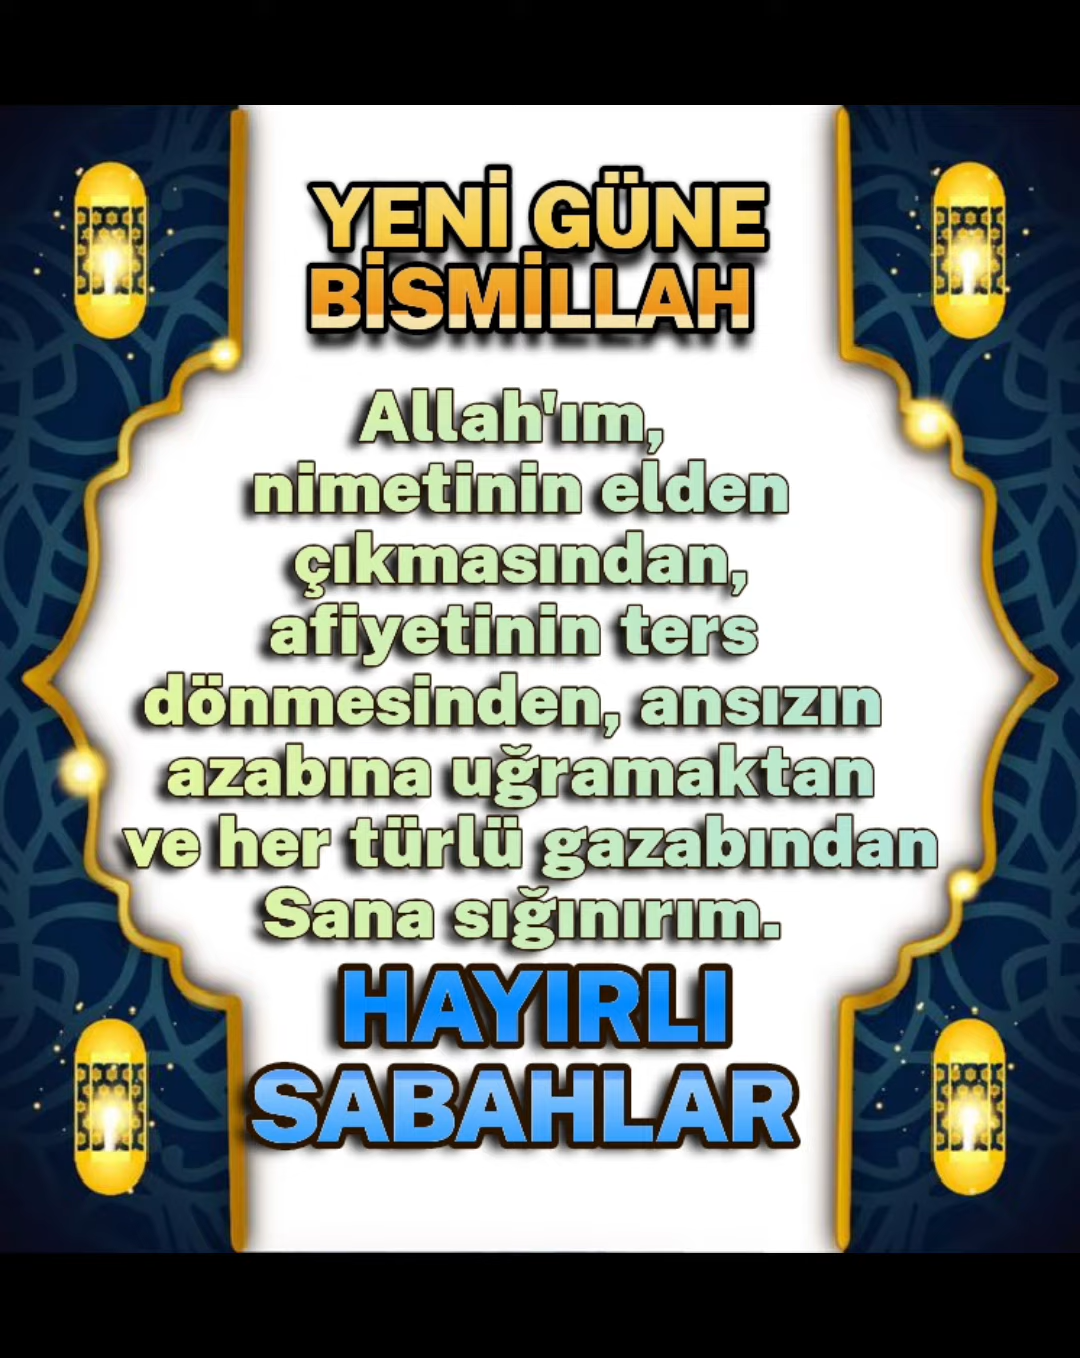 YENİ GÜNE
BİSMİLLAH
Allah'ım,
nimetinin elden
çıkmasından,
afiyetinin ters
dönmesinden, ansızın
azabına uğramaktan
ve her türlü gazabından
Sana sığınırım.
HAYIRLI
SABAHLAR